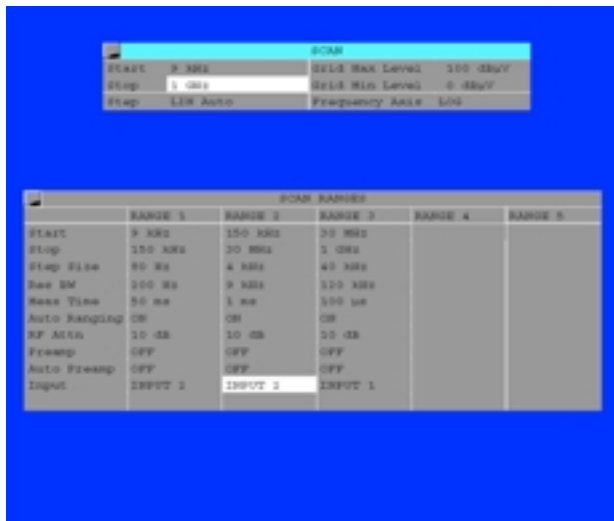 SCAN
Start 9 kHz Grid Max Level 100 dBµV
Stop 1 GHz Grid Min Level 0 dBµV
Step LIN Auto Frequency Axis LOG
SCAN RANGES
RANGE 1 RANGE 2 RANGE 3 RANGE 4 RANGE 5
Start 9 kHz 150 kHz 30 MHz
Stop 150 kHz 30 MHz 1 GHz
Step Size 80 Hz 4 kHz 40 kHz
Res BW 200 Hz 9 kHz 120 kHz
Meas Time 50 ms 1 ms 100 µs
Auto Ranging ON ON ON
RF Attn 10 dB 10 dB 10 dB
Preamp OFF OFF OFF
Auto Preamp OFF OFF OFF
Input INPUT 2 INPUT 2 INPUT 1